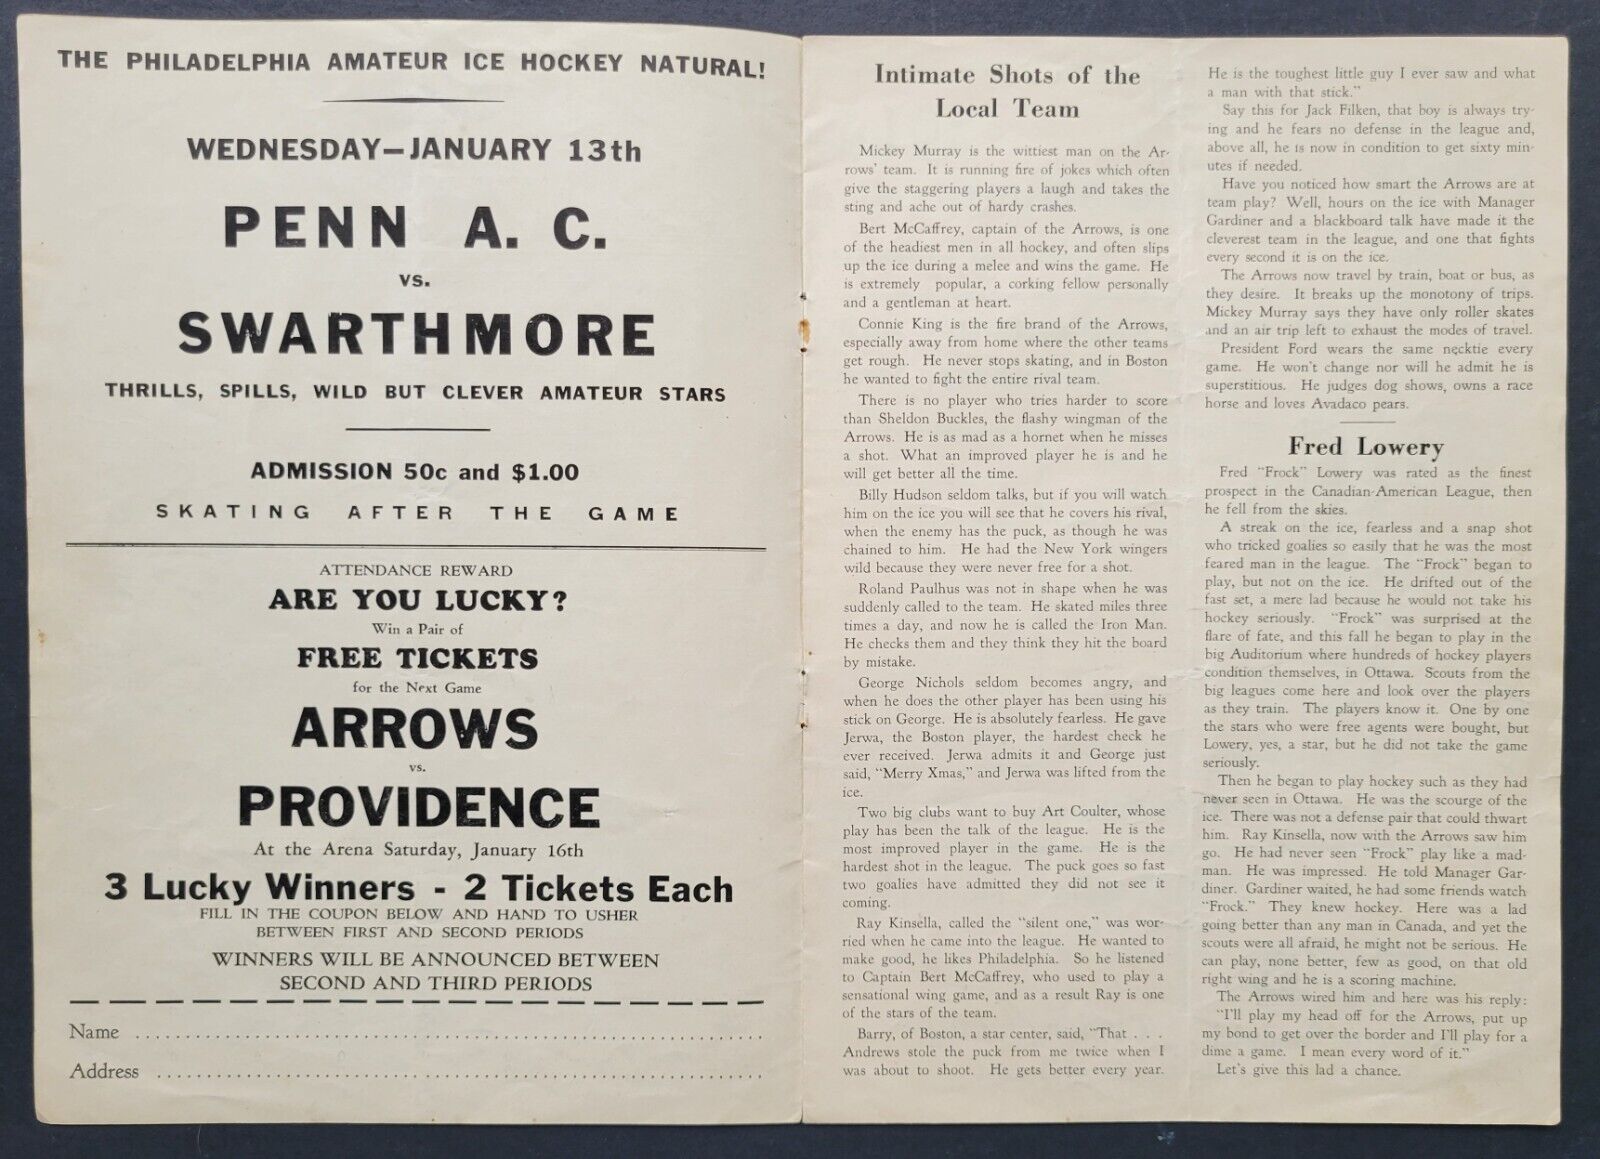 THE PHILADELPHIA AMATEUR ICE HOCKEY NATURAL!
WEDNESDAY—JANUARY 13th
PENN A. C.
vs.
SWARTHMORE
THRILLS, SPILLS, WILD BUT CLEVER AMATEUR STARS
ADMISSION 50c and $1.00
SKATING AFTER THE GAME
ATTENDANCE REWARD
ARE YOU LUCKY?
Win a Pair of
FREE TICKETS
for the Next Game
ARROWS
vs.
PROVIDENCE
At the Arena Saturday, January 16th
3 Lucky Winners - 2 Tickets Each
FILL IN THE COUPON BELOW AND HAND TO USHER
BETWEEN FIRST AND SECOND PERIODS
WINNERS WILL BE ANNOUNCED BETWEEN
SECOND AND THIRD PERIODS
Name
Address
Intimate Shots of the
Local Team
Mickey Murray is the wittiest man on the Ar-
rows' team. It is running fire of jokes which often
give the staggering players a laugh and takes the
sting and ache out of hardy crashes.
Bert McCaffrey, captain of the Arrows, is one
of the headiest men in all hockey, and often slips
up the ice during a melee and wins the game. He
is extremely popular, a corking fellow personally
and a gentleman at heart.
Connie King is the fire brand of the Arrows,
especially away from home where the other teams
get rough. He never stops skating, and in Boston
he wanted to fight the entire rival team.
There is no player who tries harder to score
than Sheldon Buckles, the flashy wingman of the
Arrows. He is as mad as a hornet when he misses
a shot. What an improved player he is and he
will get better all the time.
Billy Hudson seldom talks, but if you will watch
him on the ice you will see that he covers his rival,
when the enemy has the puck, as though he was
chained to him. He had the New York wingers
wild because they were never free for a shot.
Roland Paulhus was not in shape when he was
suddenly called to the team. He skated miles three
times a day, and now he is called the Iron Man.
He checks them and they think they hit the board
by mistake.
George Nichols seldom becomes angry, and
when he does the other player has been using his
stick on George. He is absolutely fearless. He gave
Jerwa, the Boston player, the hardest check he
ever received. Jerwa admits it and George just
said, "Merry Xmas," and Jerwa was lifted from the
ice.
Two big clubs want to buy Art Coulter, whose
play has been the talk of the league. He is the
most improved player in the game. He is the
hardest shot in the league. The puck goes so fast
two goalies have admitted they did not see it
coming.
Ray Kinsella, called the "silent one," was wor-
ried when he came into the league. He wanted to
make good, he likes Philadelphia. So he listened
to Captain Bert McCaffrey, who used to play a
sensational wing game, and as a result Ray is one
of the stars of the team.
Barry, of Boston, a star center, said, "That . . .
Andrews stole the puck from me twice when I
was about to shoot. He gets better every year.
He is the toughest little guy I ever saw and what
a man with that stick."
Say this for Jack Filken, that boy is always try-
ing and he fears no defense in the league and,
above all, he is now in condition to get sixty min-
utes if needed.
Have you noticed how smart the Arrows are at
team play? Well, hours on the ice with Manager
Gardiner and a blackboard talk have made it the
cleverest team in the league, and one that fights
every second it is on the ice.
The Arrows now travel by train, boat or bus, as
they desire. It breaks up the monotony of trips.
Mickey Murray says they have only roller skates
and an air trip left to exhaust the modes of travel.
President Ford wears the same necktie every
game. He won't change nor will he admit he is
superstitious. He judges dog shows, owns a race
horse and loves Avadaco pears.
Fred Lowery
Fred "Frock" Lowery was rated as the finest
prospect in the Canadian-American League, then
he fell from the skies.
A streak on the ice, fearless and a snap shot
who tricked goalies so easily that he was the most
feared man in the league. The "Frock" began to
play, but not on the ice. He drifted out of the
fast set, a mere lad because he would not take his
hockey seriously. "Frock" was surprised at the
flare of fate, and this fall he began to play in the
big Auditorium where hundreds of hockey players
condition themselves, in Ottawa. Scouts from the
big leagues come here and look over the players
as they train. The players know it. One by one
the stars who were free agents were bought, but
Lowery, yes, a star, but he did not take the game
seriously.
Then he began to play hockey such as they had
never seen in Ottawa. He was the scourge of the
ice. There was not a defense pair that could thwart
him. Ray Kinsella, now with the Arrows saw him
go. He had never seen "Frock" play like a mad-
man. He was impressed. He told Manager Gar-
diner. Gardiner waited, he had some friends watch
"Frock." They knew hockey. Here was a lad
going better than any man in Canada, and yet the
scouts were all afraid, he might not be serious. He
can play, none better, few as good, on that old
right wing and he is a scoring machine.
The Arrows wired him and here was his reply:
"I'll play my head off for the Arrows, put up
my bond to get over the border and I'll play for a
dime a game. I mean every word of it."
Let's give this lad a chance.